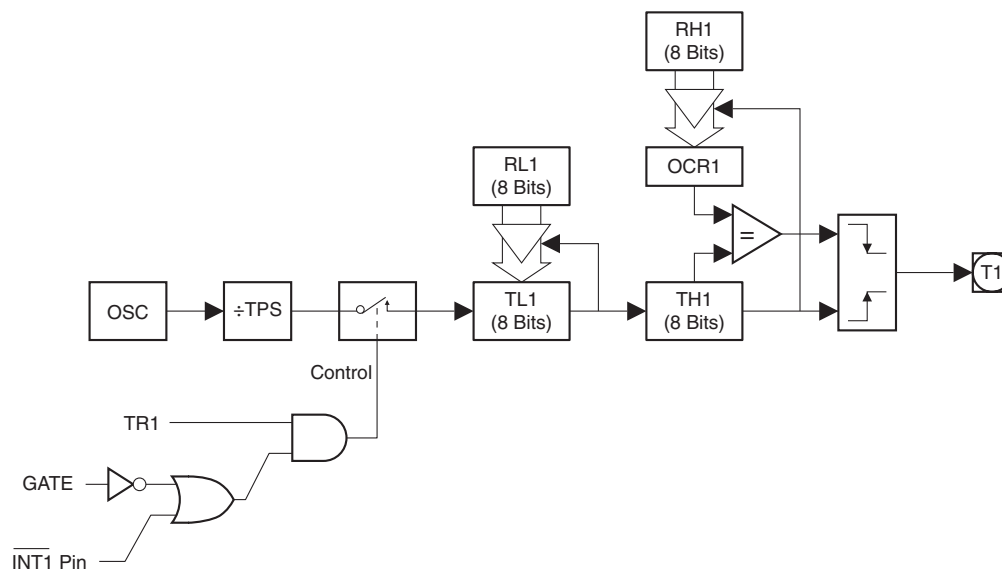 RH1
(8 Bits)
RL1
(8 Bits)
OCR1
=
OSC
÷TPS
TL1
(8 Bits)
TH1
(8 Bits)
T1
Control
TR1
GATE
I̅N̅T̅1̅ Pin